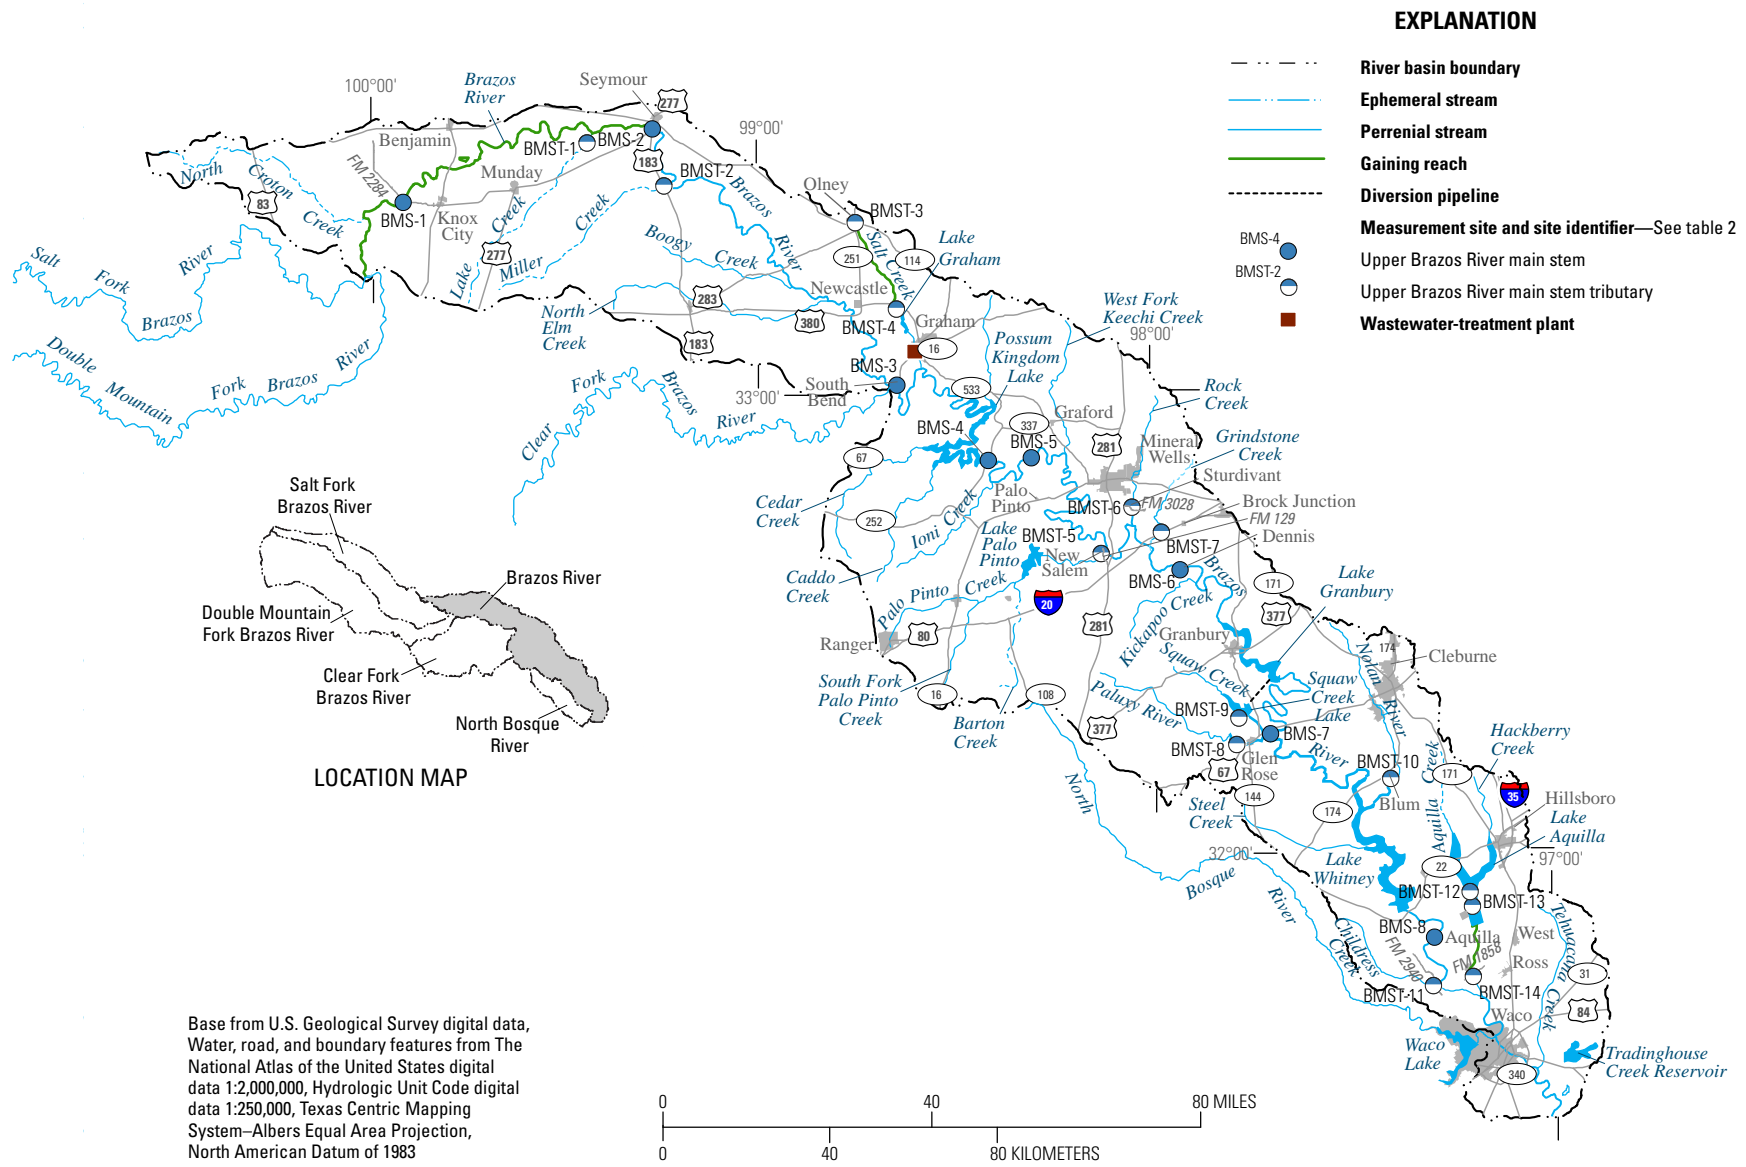 EXPLANATION
River basin boundary
Ephemeral stream
Perrenial stream
Gaining reach
Diversion pipeline
Measurement site and site identifier—See table 2
BMS-4
Upper Brazos River main stem
BMST-2
Upper Brazos River main stem tributary
Wastewater-treatment plant
100°00'
Brazos
River
Seymour
277
99°00'
Benjamin
BMST-1
BMS-2
183
BMST-2
North
Croton
Creek
83
FM 2284
Munday
BMS-1
Knox
City
Lake
Creek
277
Miller
Creek
Brazos
River
Olney
BMST-3
Salt
Creek
251
114
Lake
Graham
Boogy
Creek
Newcastle
283
380
BMST-4
Graham
North
Elm
Creek
183
16
BMS-3
South
Bend
33°00'
533
Salt
Fork
Brazos
River
Double
Mountain
Fork
Brazos
River
Clear
Fork
Brazos
River
Possum
Kingdom
Lake
West Fork
Keechi Creek
98°00'
Rock
Creek
337
Graford
BMS-4
BMS-5
281
Mineral
Wells
Grindstone
Creek
Sturdivant
67
Cedar
Creek
252
Palo
Pinto
Ioni
Creek
BMST-6
FM 3028
Brock Junction
FM 129
Dennis
Lake
Palo
Pinto
BMST-5
New
Salem
BMST-7
BMS-6
Brazos
171
Caddo
Creek
Palo Pinto
Creek
20
281
Kickapoo Creek
377
Lake
Granbury
Ranger
80
Granbury
Squaw
Creek
Nolan
River
174
Cleburne
South Fork
Palo Pinto
Creek
16
108
Barton
Creek
Paluxy River
Squaw
Creek
Lake
BMST-9
BMS-7
377
BMST-8
Glen
Rose
River
67
144
BMST-10
Blum
Aquilla
Creek
171
Hackberry
Creek
35
Hillsboro
Lake
Aquilla
North
Bosque
River
Steel
Creek
174
32°00'
97°00'
Lake
Whitney
22
BMST-12
BMST-13
BMS-8
Aquilla
West
Childress
Creek
FM 2940
FM 1858
Ross
BMST-11
BMST-14
Tehuacana
Creek
31
84
Waco
Waco
Lake
340
Tradinghouse
Creek Reservoir
Salt Fork
Brazos River
Brazos River
Double Mountain
Fork Brazos River
Clear Fork
Brazos River
North Bosque
River
LOCATION MAP
Base from U.S. Geological Survey digital data,
Water, road, and boundary features from The
National Atlas of the United States digital
data 1:2,000,000, Hydrologic Unit Code digital
data 1:250,000, Texas Centric Mapping
System–Albers Equal Area Projection,
North American Datum of 1983
0 40 80 MILES
0 40 80 KILOMETERS